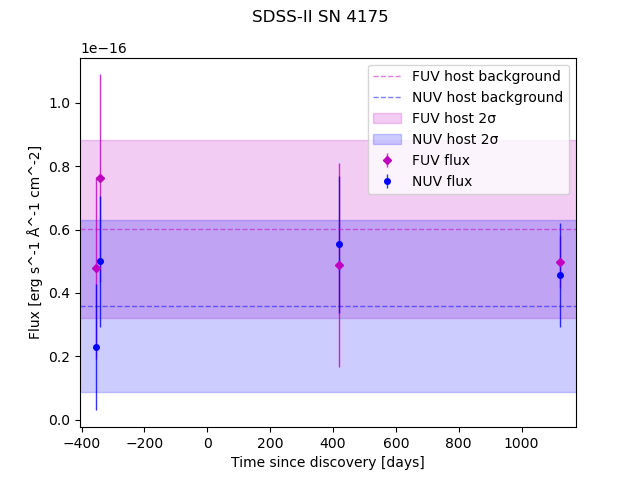 SDSS-II SN 4175
1e−16
FUV host background
NUV host background
FUV host 2σ
NUV host 2σ
FUV flux
NUV flux
1.0
0.8
0.6
0.4
0.2
0.0
Flux [erg s^-1 Å^-1 cm^-2]
−400 −200 0 200 400 600 800 1000
Time since discovery [days]